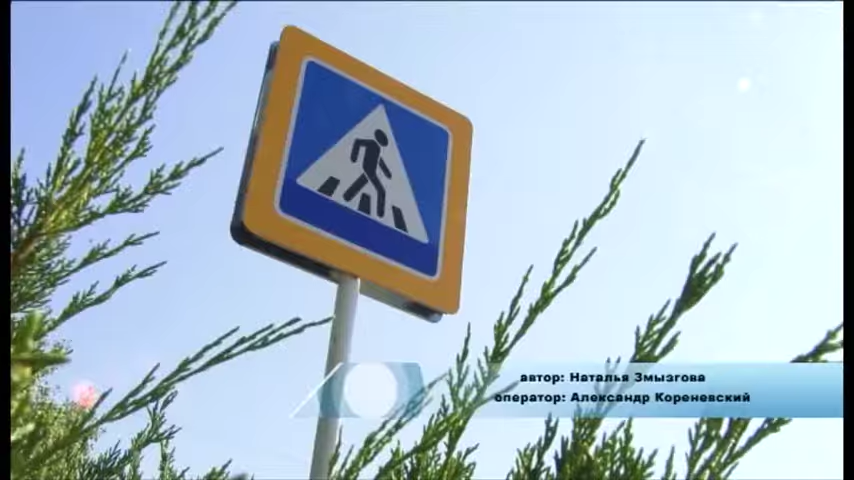 автор: Наталья Змызгова
оператор: Александр Кореневский